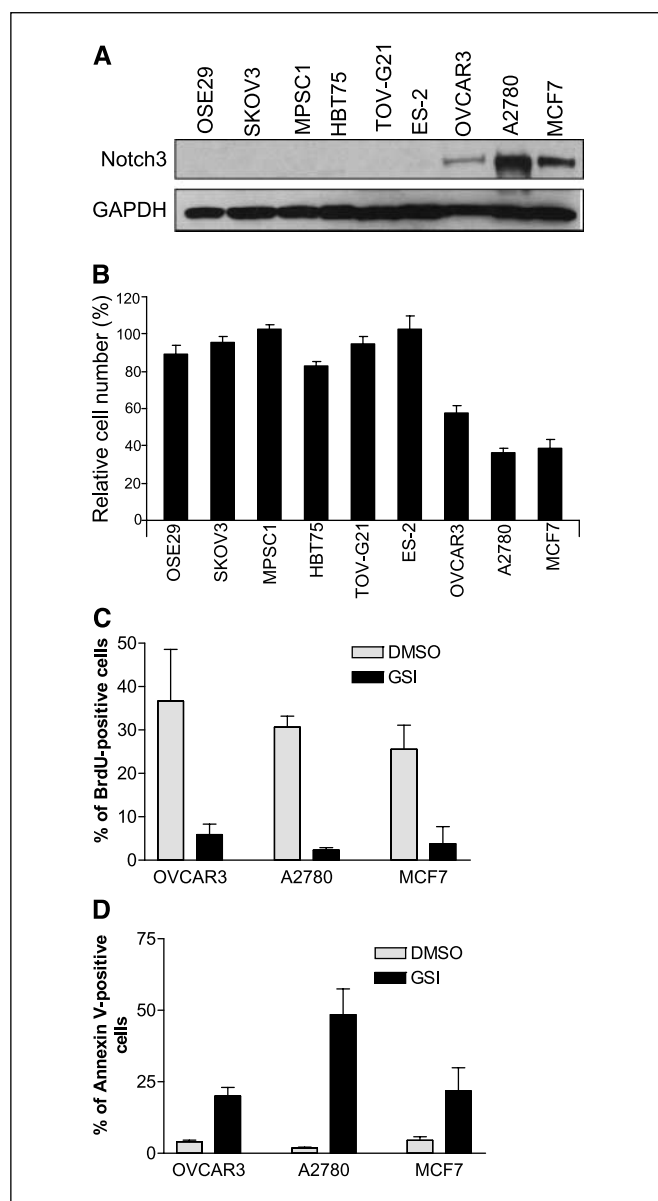 A
OSE29 SKOV3 MPSC1 HBT75 TOV-G21 ES-2 OVCAR3 A2780 MCF7
Notch3
GAPDH
B
Relative cell number (%)
120
100
80
60
40
20
0
OSE29 SKOV3 MPSC1 HBT75 TOV-G21 ES-2 OVCAR3 A2780 MCF7
C
% of BrdU-positive cells
50
40
30
20
10
0
DMSO
GSI
OVCAR3 A2780 MCF7
D
% of Annexin V-positive
cells
75
50
25
0
DMSO
GSI
OVCAR3 A2780 MCF7